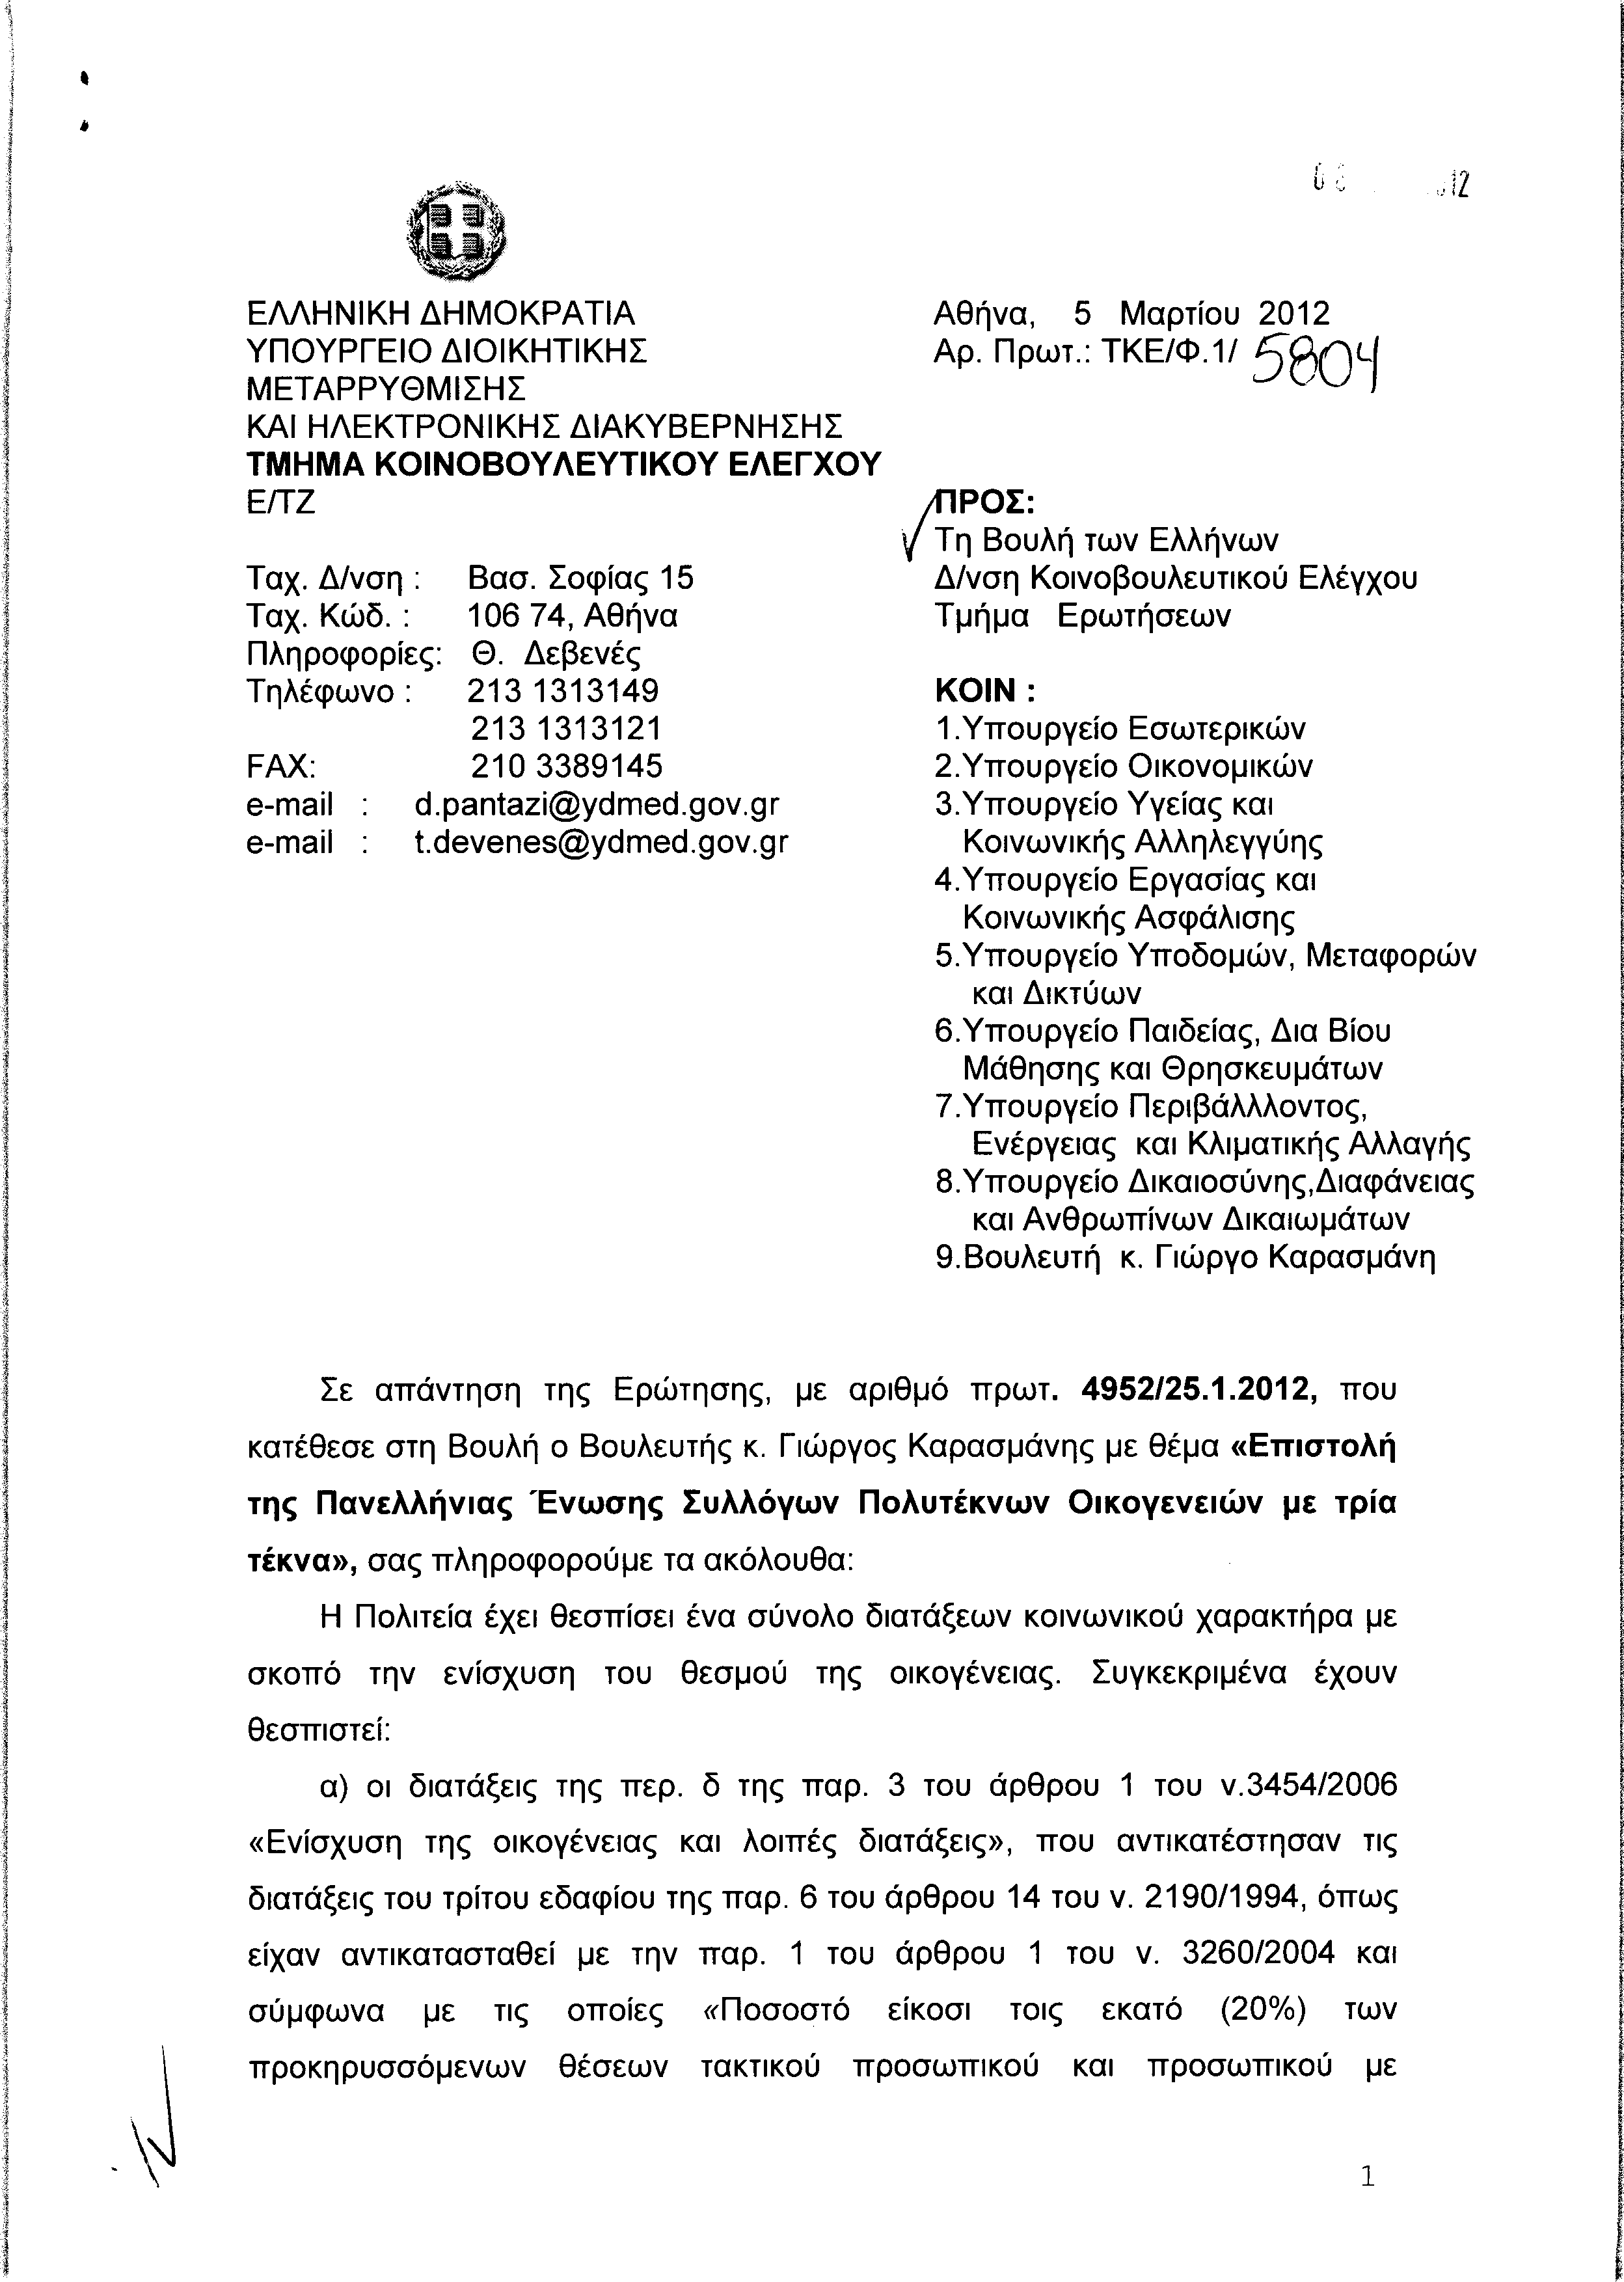 ΕΛΛΗΝΙΚΗ ΔΗΜΟΚΡΑΤΙΑ
ΥΠΟΥΡΓΕΙΟ ΔΙΟΙΚΗΤΙΚΗΣ
ΜΕΤΑΡΡΥΘΜΙΣΗΣ
ΚΑΙ ΗΛΕΚΤΡΟΝΙΚΗΣ ΔΙΑΚΥΒΕΡΝΗΣΗΣ
ΤΜΗΜΑ ΚΟΙΝΟΒΟΥΛΕΥΤΙΚΟΥ ΕΛΕΓΧΟΥ
Ε/ΤΖ
Ταχ. Δ/νση : Βασ. Σοφίας 15
Ταχ. Κώδ. : 106 74, Αθήνα
Πληροφορίες: Θ. Δεβενές
Τηλέφωνο : 213 1313149
213 1313121
FAX: 210 3389145
e-mail : d.pantazi@ydmed.gov.gr
e-mail : t.devenes@ydmed.gov.gr
Αθήνα, 5 Μαρτίου 2012
Αρ. Πρωτ.: ΤΚΕ/Φ.1/ 5804
ΠΡΟΣ:
Τη Βουλή των Ελλήνων
Δ/νση Κοινοβουλευτικού Ελέγχου
Τμήμα Ερωτήσεων
ΚΟΙΝ :
1.Υπουργείο Εσωτερικών
2.Υπουργείο Οικονομικών
3.Υπουργείο Υγείας και
Κοινωνικής Αλληλεγγύης
4.Υπουργείο Εργασίας και
Κοινωνικής Ασφάλισης
5.Υπουργείο Υποδομών, Μεταφορών
και Δικτύων
6.Υπουργείο Παιδείας, Δια Βίου
Μάθησης και Θρησκευμάτων
7.Υπουργείο Περιβάλλλοντος,
Ενέργειας και Κλιματικής Αλλαγής
8.Υπουργείο Δικαιοσύνης,Διαφάνειας
και Ανθρωπίνων Δικαιωμάτων
9.Βουλευτή κ. Γιώργο Καρασμάνη
Σε απάντηση της Ερώτησης, με αριθμό πρωτ. 4952/25.1.2012, που
κατέθεσε στη Βουλή ο Βουλευτής κ. Γιώργος Καρασμάνης με θέμα «Επιστολή
της Πανελλήνιας Ένωσης Συλλόγων Πολυτέκνων Οικογενειών με τρία
τέκνα», σας πληροφορούμε τα ακόλουθα:
Η Πολιτεία έχει θεσπίσει ένα σύνολο διατάξεων κοινωνικού χαρακτήρα με
σκοπό την ενίσχυση του θεσμού της οικογένειας. Συγκεκριμένα έχουν
θεσπιστεί:
α) οι διατάξεις της περ. δ της παρ. 3 του άρθρου 1 του ν.3454/2006
«Ενίσχυση της οικογένειας και λοιπές διατάξεις», που αντικατέστησαν τις
διατάξεις του τρίτου εδαφίου της παρ. 6 του άρθρου 14 του ν. 2190/1994, όπως
είχαν αντικατασταθεί με την παρ. 1 του άρθρου 1 του ν. 3260/2004 και
σύμφωνα με τις οποίες «Ποσοστό είκοσι τοις εκατό (20%) των
προκηρυσσόμενων θέσεων τακτικού προσωπικού και προσωπικού με
1